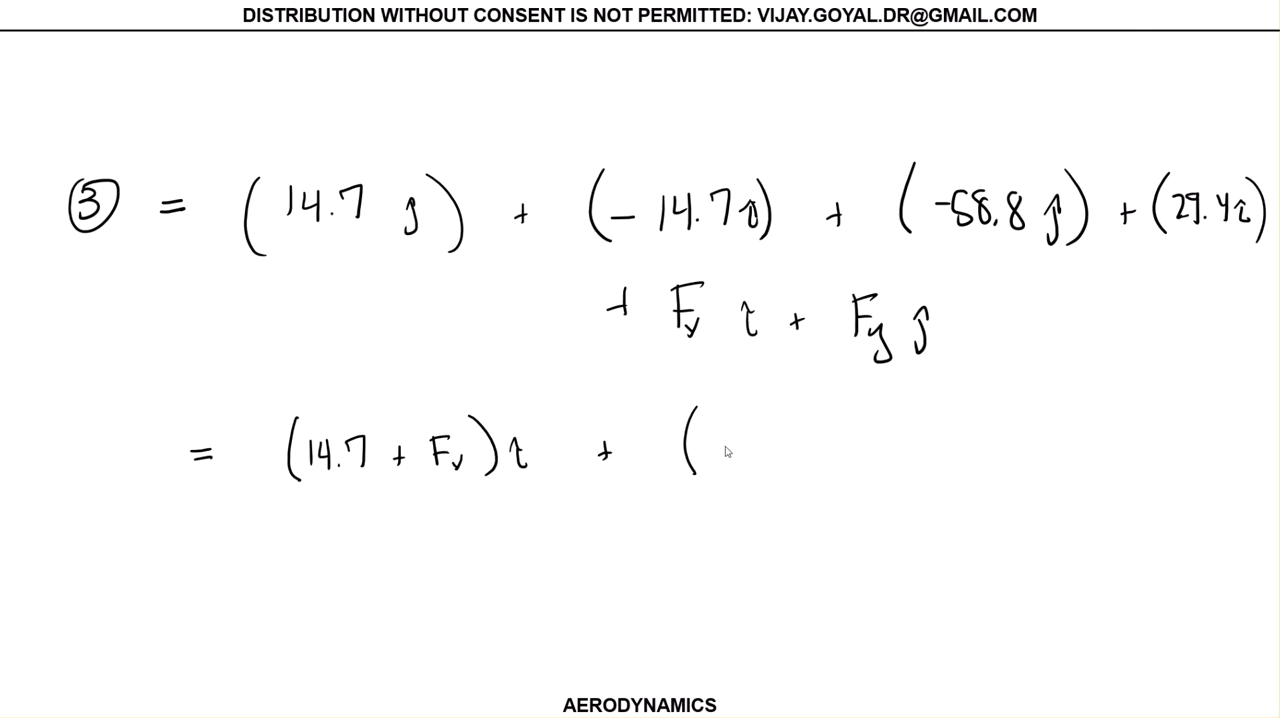 DISTRIBUTION WITHOUT CONSENT IS NOT PERMITTED: VIJAY.GOYAL.DR@GMAIL.COM
③ = (14.7 ĵ) + (- 14.7 î) + (-58.8 ĵ) + (29.4 î)
+ Fx î + Fy ĵ
= (14.7 + Fx) î + (
AERODYNAMICS